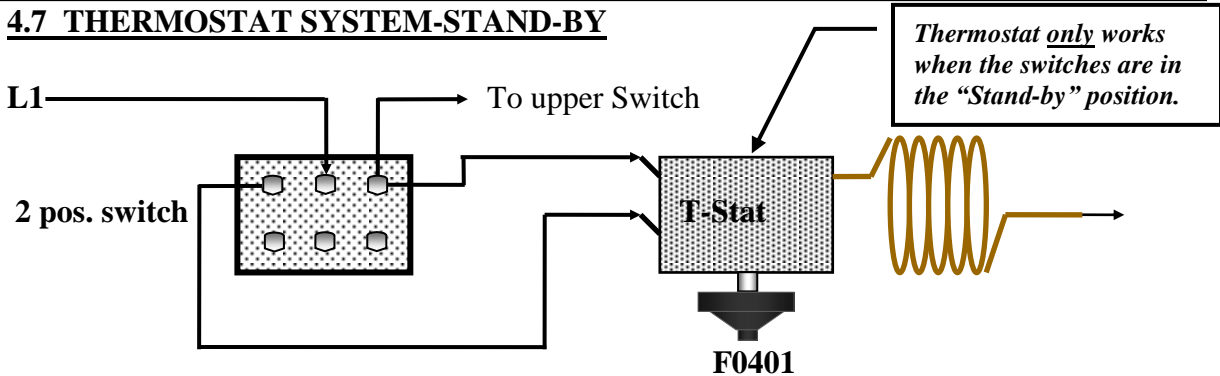 4.7 THERMOSTAT SYSTEM-STAND-BY
Thermostat only works
when the switches are in
the “Stand-by” position.
L1
To upper Switch
2 pos. switch
T-Stat
F0401